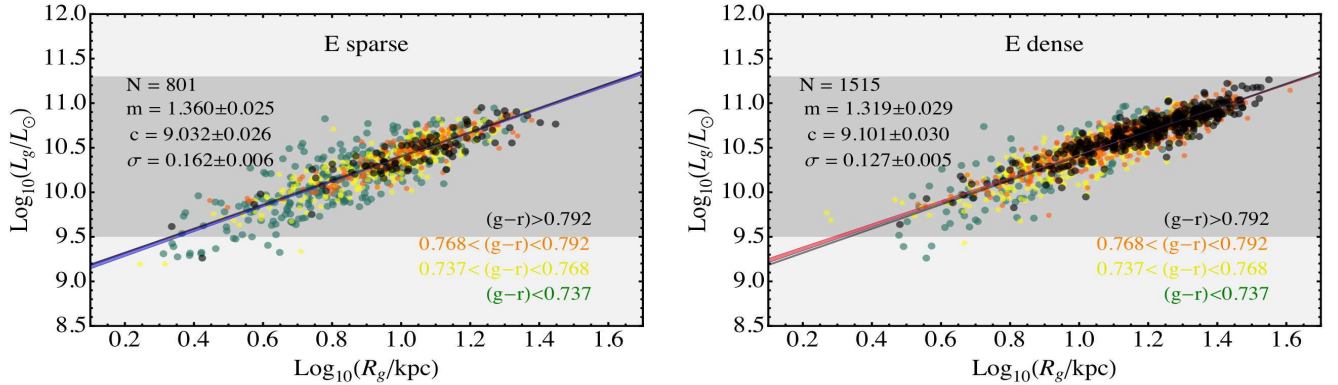 E sparse
N = 801
m = 1.360±0.025
c = 9.032±0.026
σ = 0.162±0.006
(g−r)>0.792
0.768< (g−r)<0.792
0.737< (g−r)<0.768
(g−r)<0.737
12.0
11.5
11.0
10.5
10.0
9.5
9.0
8.5
Log₁₀(L_g/L_⊙)
0.2 0.4 0.6 0.8 1.0 1.2 1.4 1.6
Log₁₀(R_g/kpc)
E dense
N = 1515
m = 1.319±0.029
c = 9.101±0.030
σ = 0.127±0.005
(g−r)>0.792
0.768< (g−r)<0.792
0.737< (g−r)<0.768
(g−r)<0.737
12.0
11.5
11.0
10.5
10.0
9.5
9.0
8.5
Log₁₀(L_g/L_⊙)
0.2 0.4 0.6 0.8 1.0 1.2 1.4 1.6
Log₁₀(R_g/kpc)